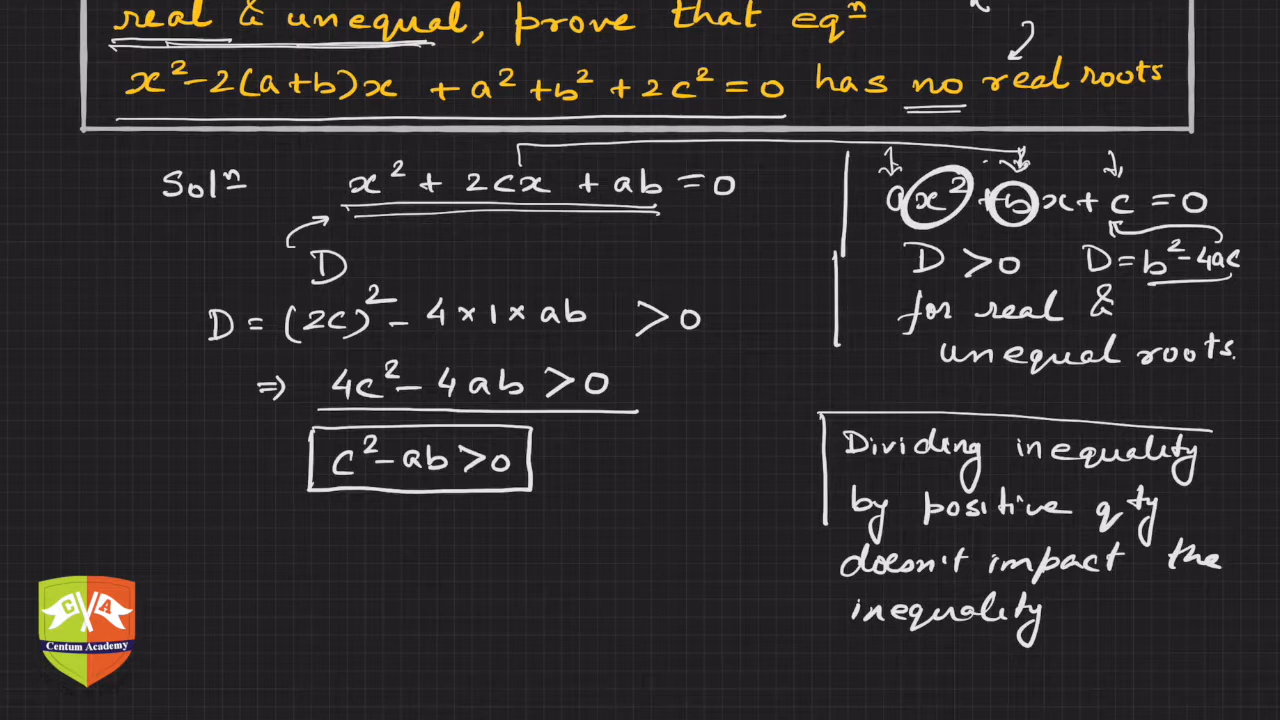 real & unequal, prove that eqⁿ
x² - 2(a+b)x + a² + b² + 2c² = 0 has no real roots
Solⁿ
x² + 2cx + ab = 0
D
D = (2c)² - 4 × 1 × ab > 0
⇒ 4c² - 4ab > 0
c² - ab > 0
ax² + bx + c = 0
D > 0 D = b² - 4ac
for real &
unequal roots.
Dividing inequality
by positive qty
doesn't impact the
inequality
C A
Centum Academy